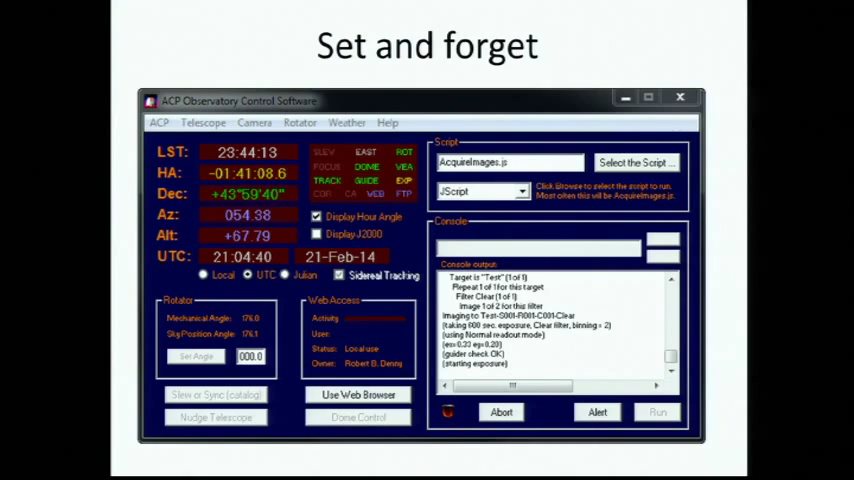 Set and forget
ACP Observatory Control Software
ACP Telescope Camera Rotator Weather Help
LST: 23:44:13
HA: -01:41:08.6
Dec: +43°59'40"
Az: 054.38
Alt: +67.79
UTC: 21:04:40 21-Feb-14
SLEW EAST ROT
FOCUS DOME WEA
TRACK GUIDE EXP
COR CA WEB FTP
Display Hour Angle
Display J2000
Local UTC Julian Sidereal Tracking
Rotator
Mechanical Angle: 176.0
Sky Position Angle: 176.1
Set Angle 000.0
Web Access
Activity
User:
Status: Local use
Owner: Robert B. Denny
Slew or Sync (catalog)
Use Web Browser
Nudge Telescope
Dome Control
Script
AcquireImages.js
Select the Script ...
JScript
Click Browse to select the script to run.
Most often this will be AcquireImages.js.
Console
Console output:
Target is "Test" (1 of 1)
Repeat 1 of 1 for this target
Filter Clear (1 of 1)
Image 1 of 2 for this filter
Imaging to Test-S001-R001-C001-Clear
(taking 600 sec. exposure, Clear filter, binning = 2)
(using Normal readout mode)
(es=0.33 ew=0.20)
(guider check OK)
(starting exposure)
Abort
Alert
Run